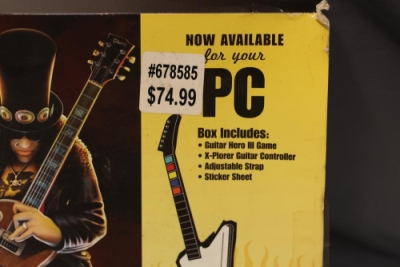 NOW AVAILABLE
for your
PC
#678585
$74.99
Box Includes:
• Guitar Hero III Game
• X-Plorer Guitar Controller
• Adjustable Strap
• Sticker Sheet